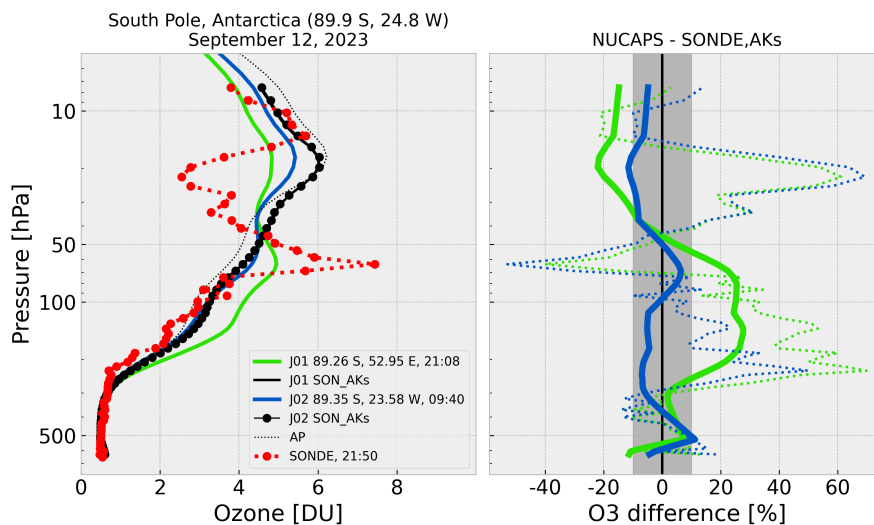 South Pole, Antarctica (89.9 S, 24.8 W)
September 12, 2023
NUCAPS - SONDE,AKs
Pressure [hPa]
10
50
100
500
J01 89.26 S, 52.95 E, 21:08
J01 SON_AKs
J02 89.35 S, 23.58 W, 09:40
J02 SON_AKs
AP
SONDE, 21:50
0 2 4 6 8
Ozone [DU]
-40 -20 0 20 40 60
O3 difference [%]